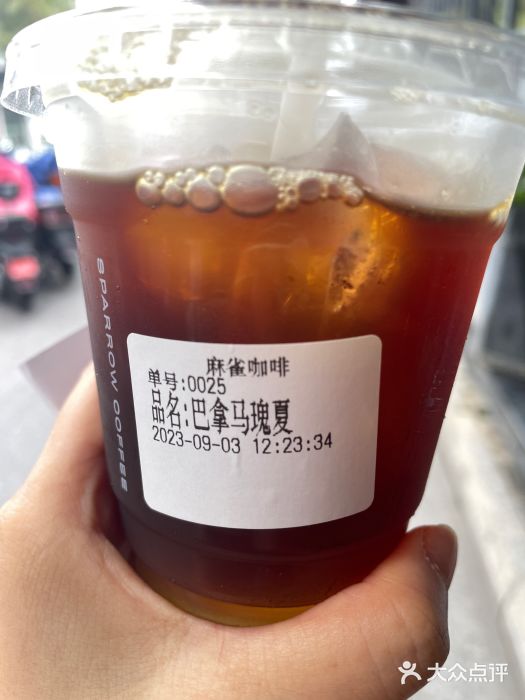 SPARROW COFFEE
麻雀咖啡
单号:0025
品名:巴拿马瑰夏
2023-09-03 12:23:34
大众点评